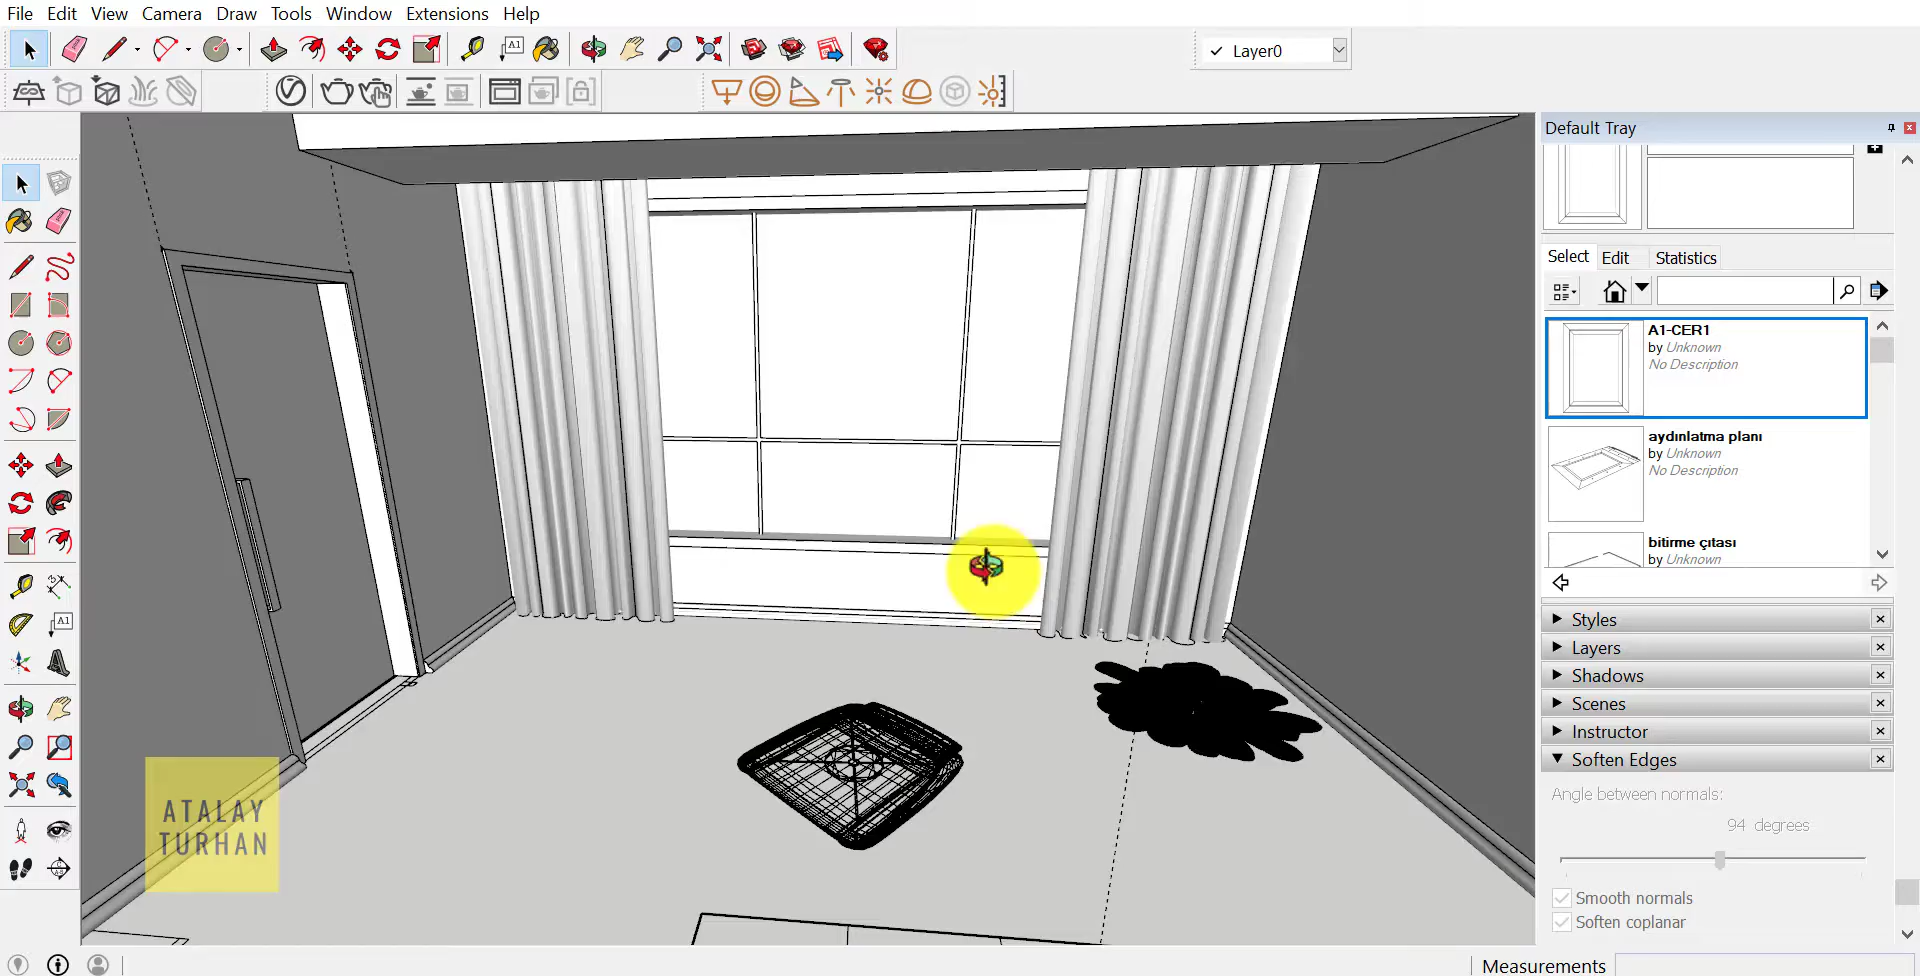 File Edit View Camera Draw Tools Window Extensions Help
A1
Layer0
Default Tray
Select Edit Statistics
A1-CER1
by Unknown
No Description
aydınlatma planı
by Unknown
No Description
bitirme çıtası
by Unknown
A1
Styles
Layers
Shadows
Scenes
Instructor
Soften Edges
Angle between normals:
94 degrees
Smooth normals
Soften coplanar
ATALAY
TURHAN
Measurements